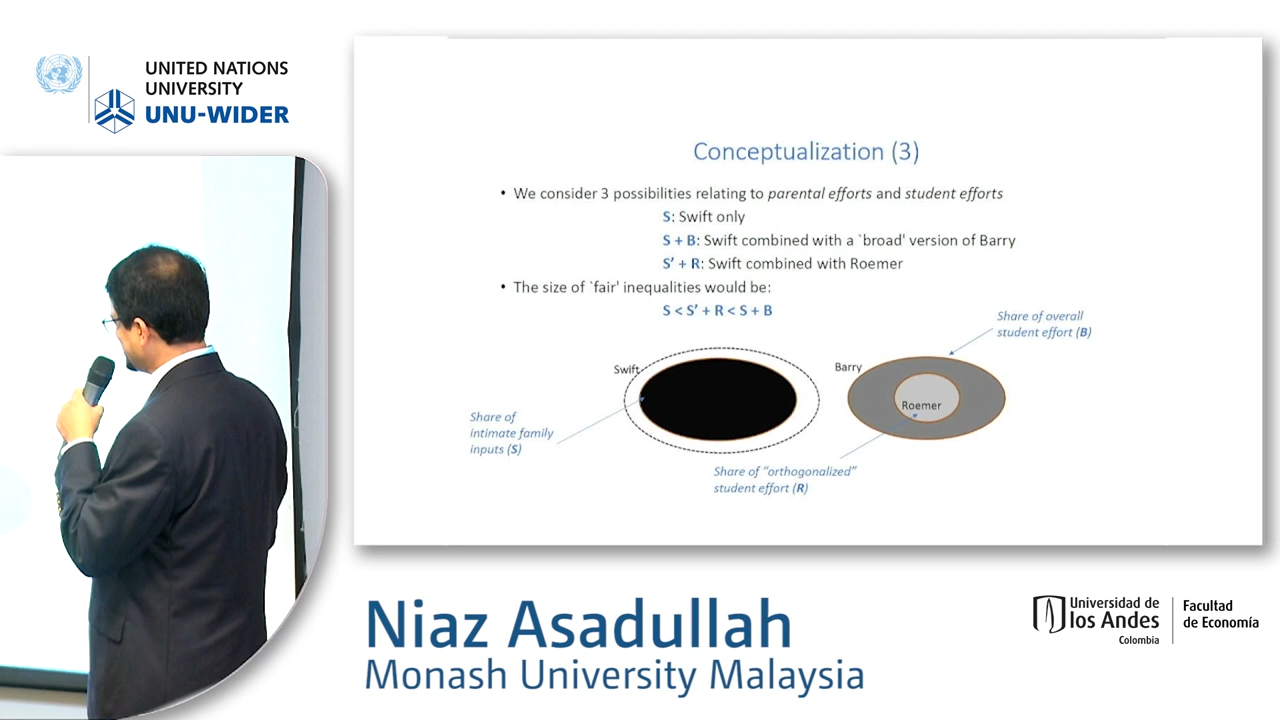 UNITED NATIONS
UNIVERSITY
UNU-WIDER
Conceptualization (3)
• We consider 3 possibilities relating to parental efforts and student efforts
S: Swift only
S + B: Swift combined with a `broad' version of Barry
S’ + R: Swift combined with Roemer
• The size of `fair' inequalities would be:
S < S’ + R < S + B
Share of overall
student effort (B)
Swift
Barry
Roemer
Share of
intimate family
inputs (S)
Share of “orthogonalized”
student effort (R)
Niaz Asadullah
Monash University Malaysia
Universidad de
los Andes
Colombia
Facultad
de Economía